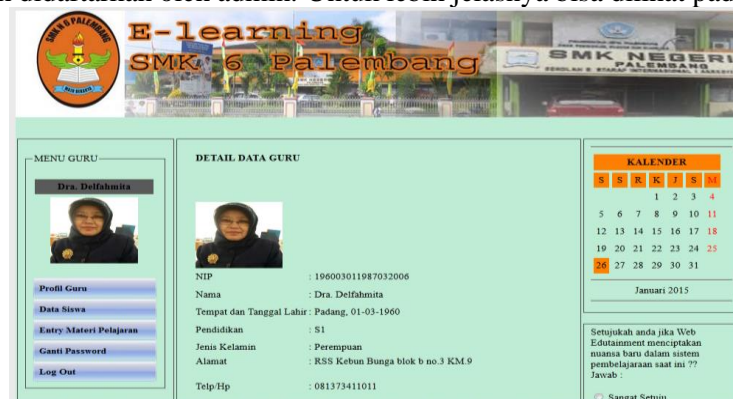 E-learning
SMK 6 Palembang
SMK NEGERI
PALEMBANG
MENU GURU
Dra. Delfahmita
Profil Guru
Data Siswa
Entry Materi Pelajaran
Ganti Password
Log Out
DETAIL DATA GURU
NIP : 196003011987032006
Nama : Dra. Delfahmita
Tempat dan Tanggal Lahir : Padang, 01-03-1960
Pendidikan : S1
Jenis Kelamin : Perempuan
Alamat : RSS Kebun Bunga blok b no.3 KM.9
Telp/Hp : 081373411011
KALENDER
S S R K J S M
1 2 3 4
5 6 7 8 9 10 11
12 13 14 15 16 17 18
19 20 21 22 23 24 25
26 27 28 29 30 31
Januari 2015
Setujukah anda jika Web
Edutainment menciptakan
nuansa baru dalam sistem
pembelajaraan saat ini ??
Jawab :
Sangat Setuju